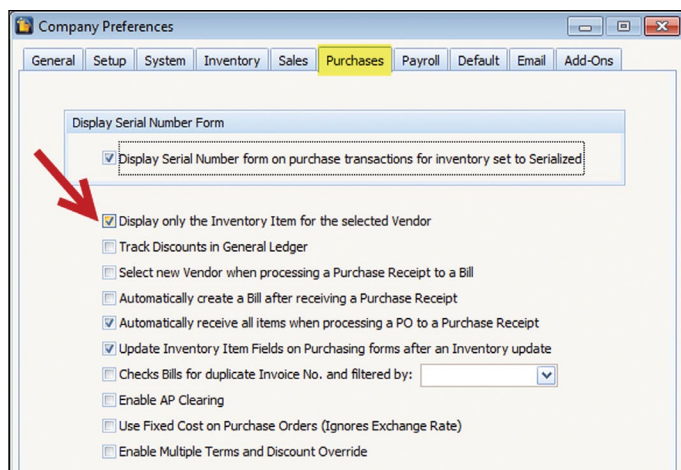 Company Preferences
General Setup System Inventory Sales Purchases Payroll Default Email Add-Ons
Display Serial Number Form
Display Serial Number form on purchase transactions for inventory set to Serialized
Display only the Inventory Item for the selected Vendor
Track Discounts in General Ledger
Select new Vendor when processing a Purchase Receipt to a Bill
Automatically create a Bill after receiving a Purchase Receipt
Automatically receive all items when processing a PO to a Purchase Receipt
Update Inventory Item Fields on Purchasing forms after an Inventory update
Checks Bills for duplicate Invoice No. and filtered by:
Enable AP Clearing
Use Fixed Cost on Purchase Orders (Ignores Exchange Rate)
Enable Multiple Terms and Discount Override